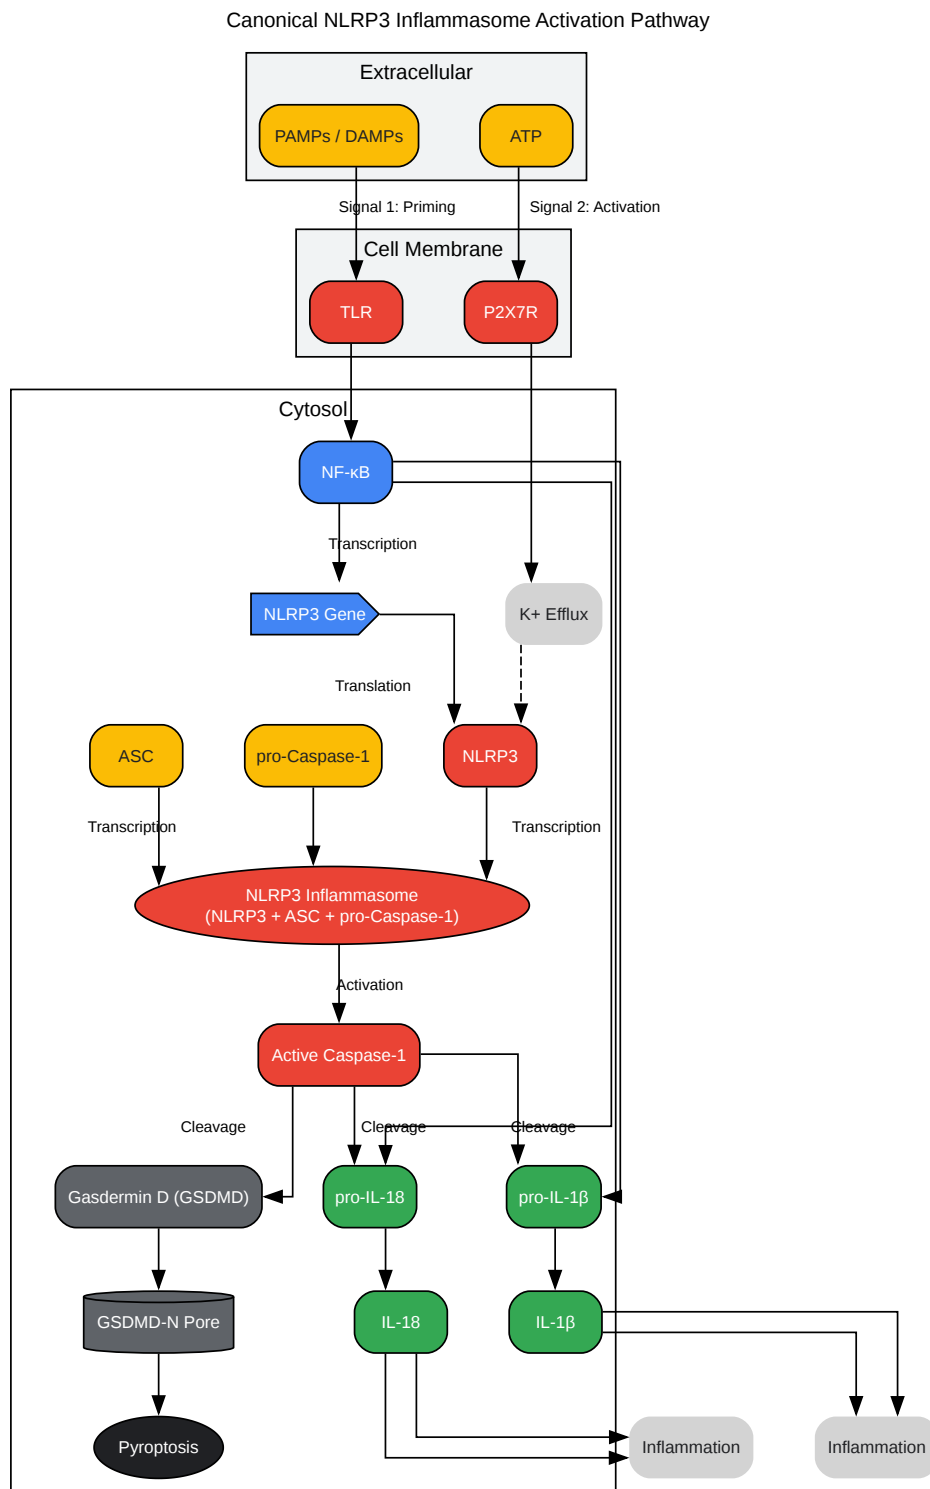 Canonical NLRP3 Inflammasome Activation Pathway
Extracellular
PAMPs / DAMPs
ATP
Signal 1: Priming
Signal 2: Activation
Cell Membrane
TLR
P2X7R
Cytosol
NF-κB
Transcription
NLRP3 Gene
K+ Efflux
Translation
ASC
pro-Caspase-1
NLRP3
Transcription
Transcription
NLRP3 Inflammasome
(NLRP3 + ASC + pro-Caspase-1)
Activation
Active Caspase-1
Cleavage
Cleavage
Cleavage
Gasdermin D (GSDMD)
pro-IL-18
pro-IL-1β
GSDMD-N Pore
IL-18
IL-1β
Pyroptosis
Inflammation
Inflammation